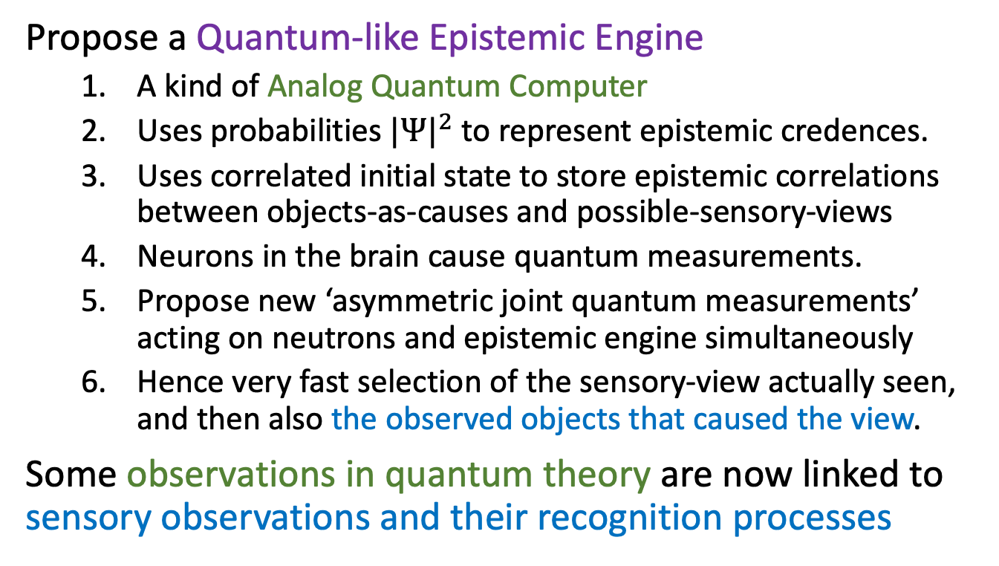 Propose a Quantum-like Epistemic Engine
1. A kind of Analog Quantum Computer
2. Uses probabilities |Ψ|² to represent epistemic credences.
3. Uses correlated initial state to store epistemic correlations
between objects-as-causes and possible-sensory-views
4. Neurons in the brain cause quantum measurements.
5. Propose new ‘asymmetric joint quantum measurements’
acting on neutrons and epistemic engine simultaneously
6. Hence very fast selection of the sensory-view actually seen,
and then also the observed objects that caused the view.
Some observations in quantum theory are now linked to
sensory observations and their recognition processes